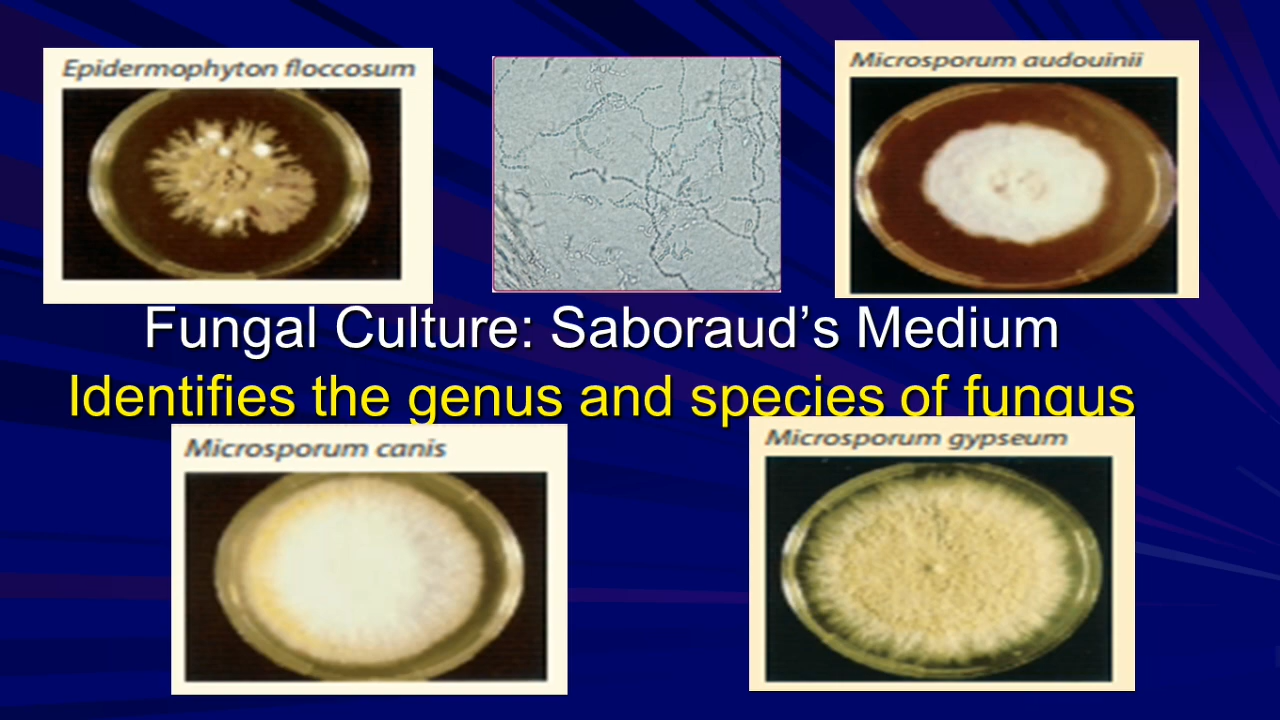 Epidermophyton floccosum
Microsporum audouinii
Fungal Culture: Saboraud’s Medium
Identifies the genus and species of fungus
Microsporum canis
Microsporum gypseum